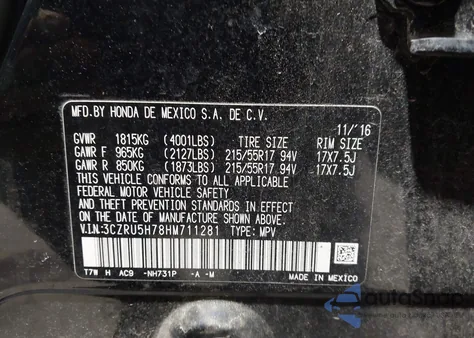 MFD. BY HONDA DE MEXICO S.A. DE C.V.
11/'16
GVWR 1815KG (4001LBS) TIRE SIZE RIM SIZE
GAWR F 965KG (2127LBS) 215/55R17 94V 17X7.5J
GAWR R 850KG (1873LBS) 215/55R17 94V 17X7.5J
THIS VEHICLE CONFORMS TO ALL APPLICABLE
FEDERAL MOTOR VEHICLE SAFETY
AND THEFT PREVENTION STANDARDS IN EFFECT
ON THE DATE OF MANUFACTURE SHOWN ABOVE.
V.I.N:3CZRU5H78HM711281 TYPE: MPV
T7W H AC9 -NH731P -A -M MADE IN MEXICO
autoSnap